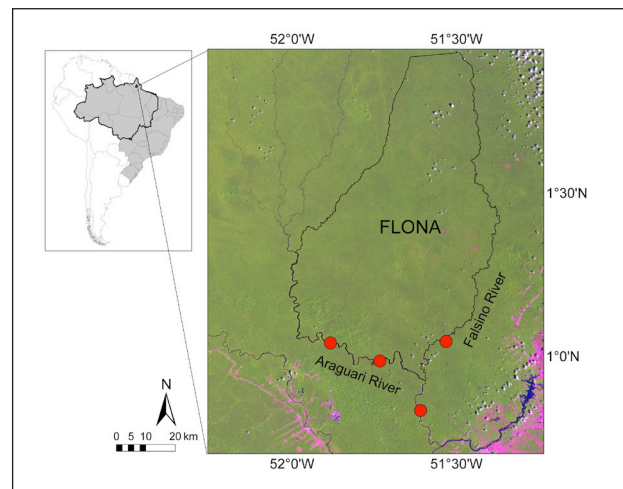 52°0'W 51°30'W
1°30'N
FLONA
Falsino River
1°0'N
Araguari River
N
0 5 10 20 km
52°0'W 51°30'W